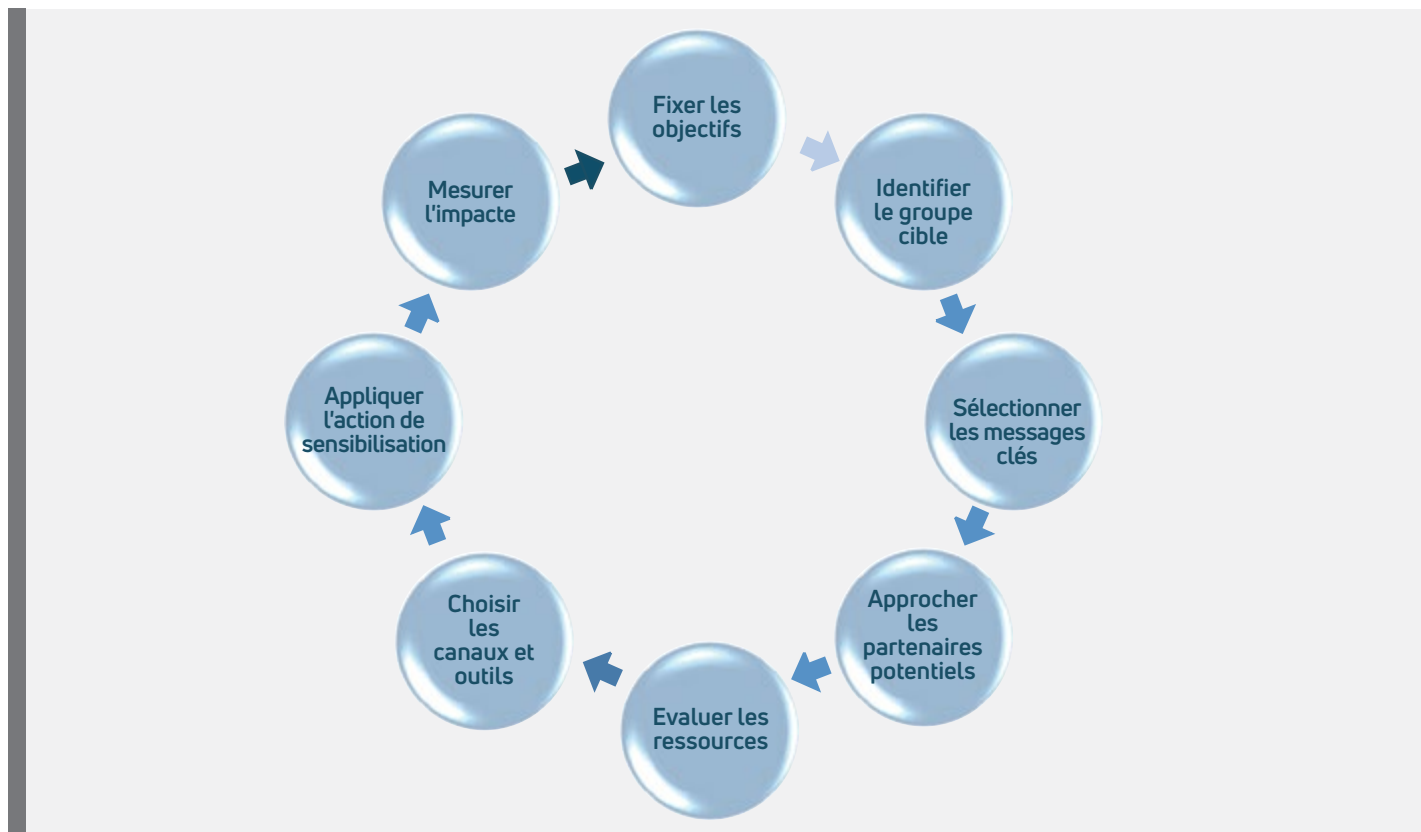 Fixer les
objectifs
Identifier
le groupe
cible
Sélectionner
les messages
clés
Approcher
les
partenaires
potentiels
Evaluer les
ressources
Choisir
les
canaux et
outils
Appliquer
l'action de
sensibilisation
Mesurer
l'impacte